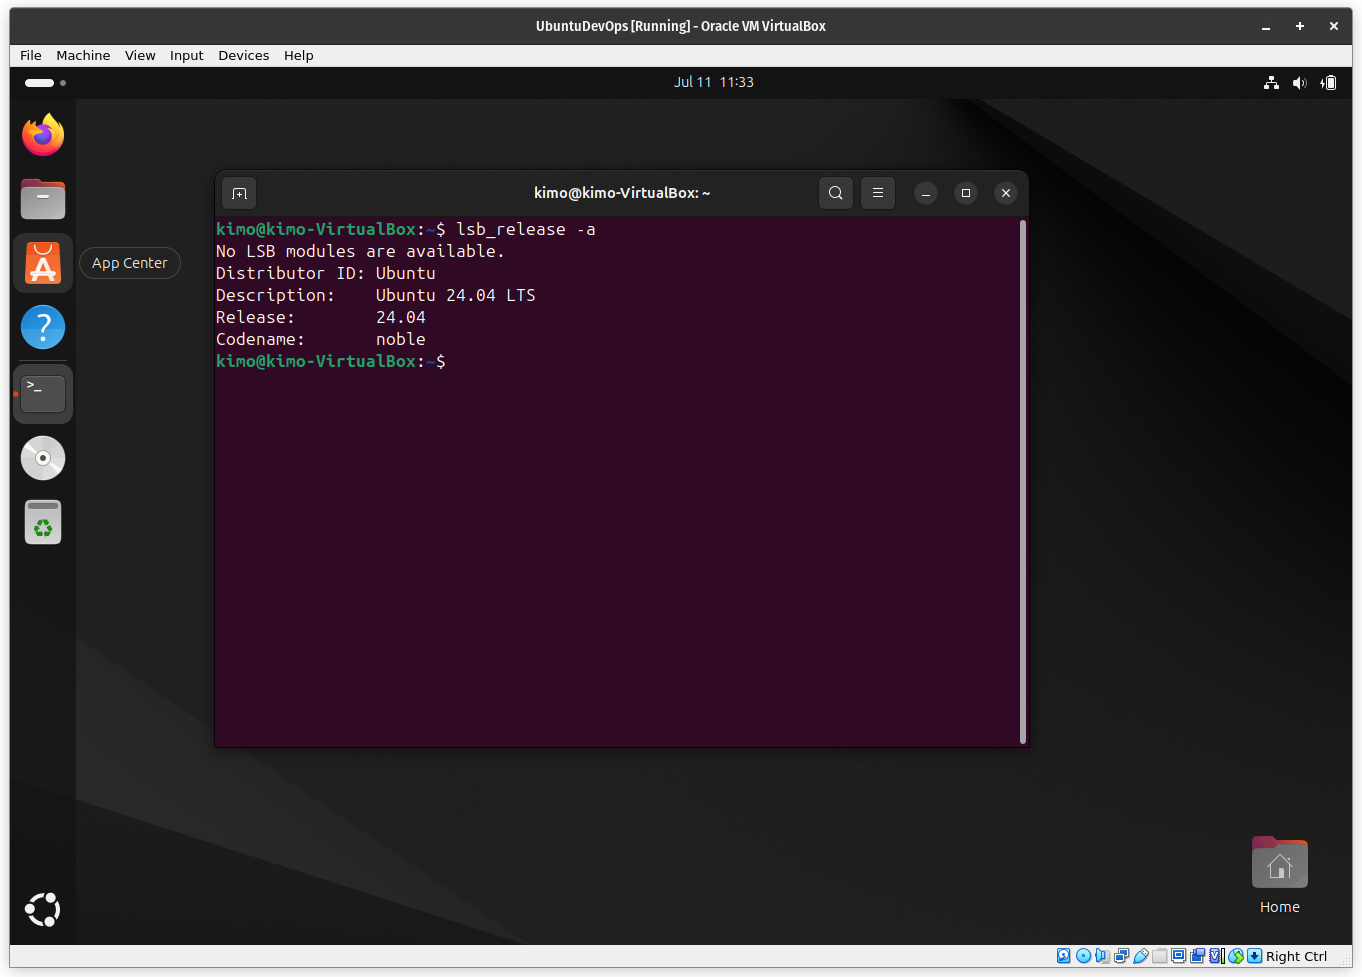 UbuntuDevOps [Running] - Oracle VM VirtualBox
File Machine View Input Devices Help
Jul 11 11:33
kimo@kimo-VirtualBox: ~
kimo@kimo-VirtualBox:~$ lsb_release -a
No LSB modules are available.
Distributor ID: Ubuntu
Description:    Ubuntu 24.04 LTS
Release:        24.04
Codename:       noble
kimo@kimo-VirtualBox:~$
App Center
Home
Right Ctrl